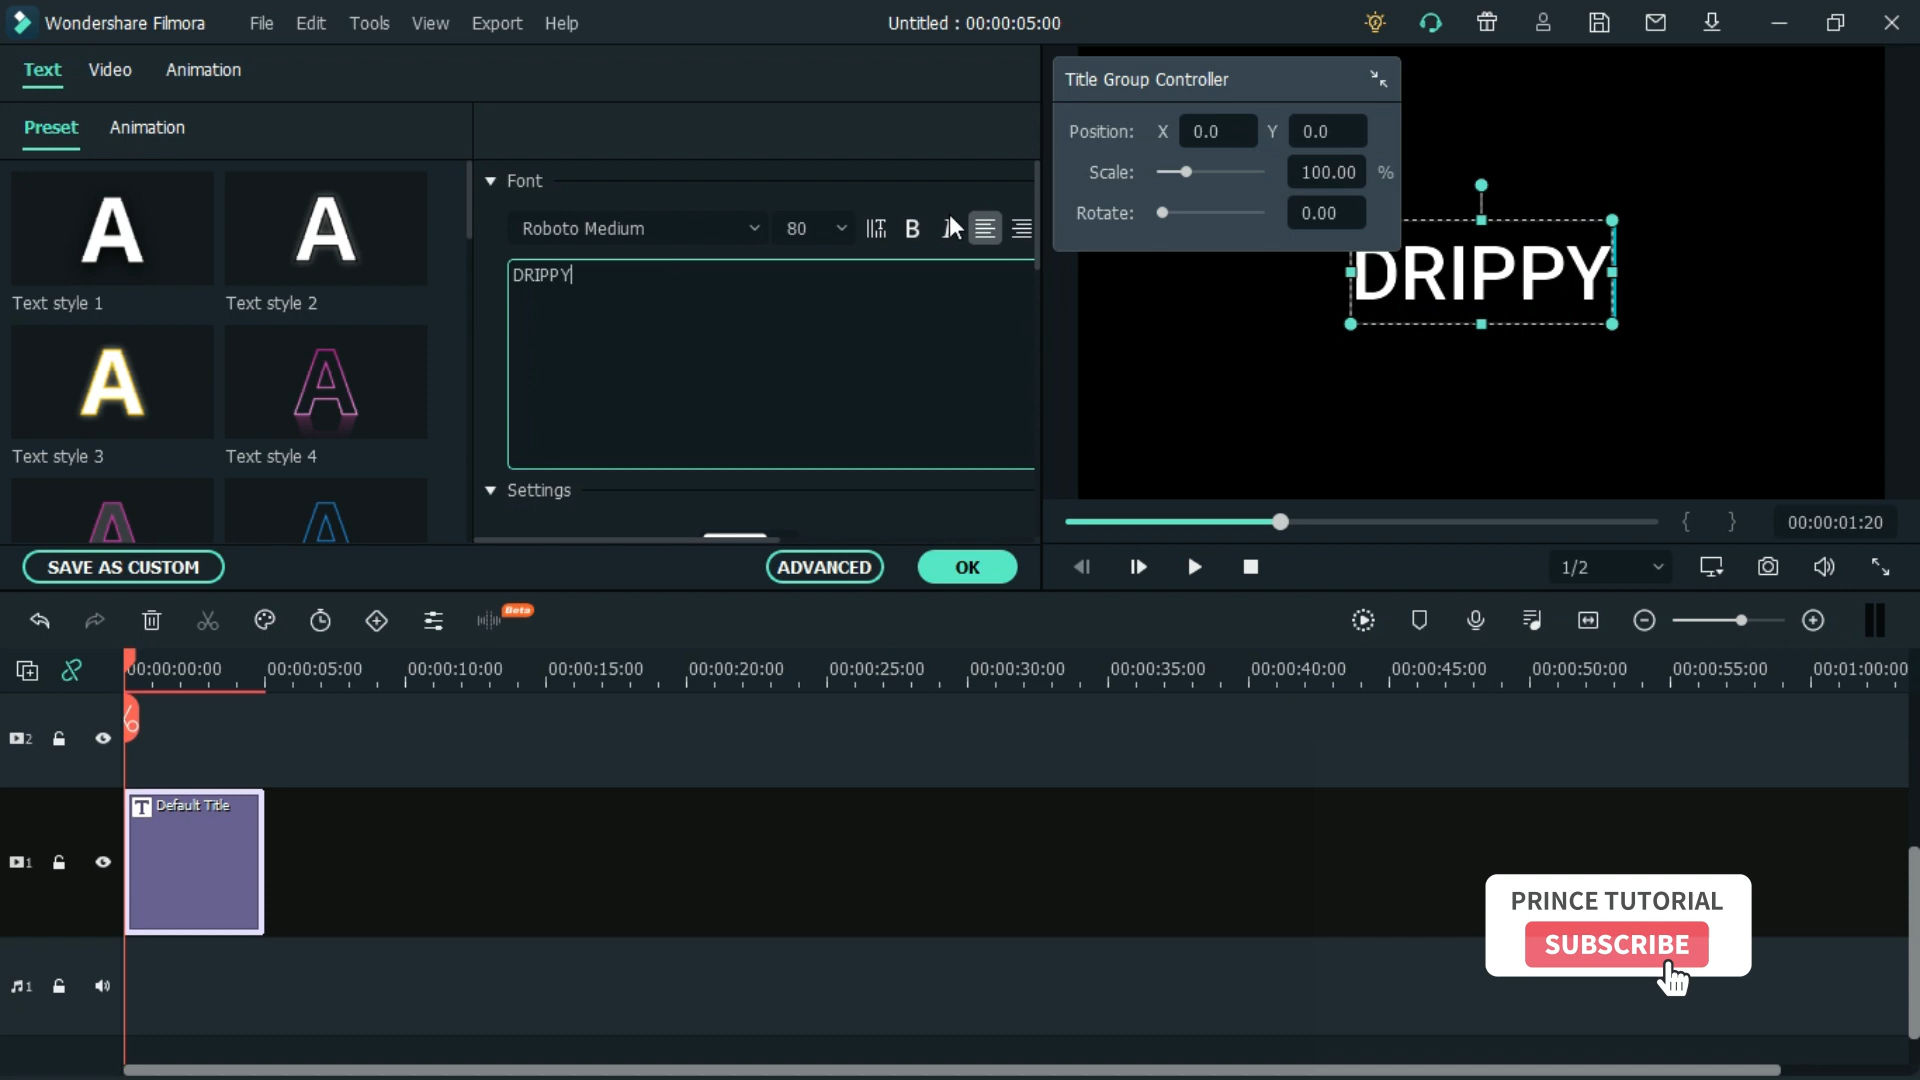 Wondershare Filmora File Edit Tools View Export Help Untitled : 00:00:05:00
Text Video Animation
Preset Animation
Text style 1 Text style 2
Text style 3 Text style 4
SAVE AS CUSTOM
Font
Roboto Medium 80 B
DRIPPY
Settings
ADVANCED OK
Title Group Controller
Position: X 0.0 Y 0.0
Scale: 100.00 %
Rotate: 0.00
DRIPPY
{ } 00:00:01:20
1/2
Beta
00:00:00:00 00:00:05:00 00:00:10:00 00:00:15:00 00:00:20:00 00:00:25:00 00:00:30:00 00:00:35:00 00:00:40:00 00:00:45:00 00:00:50:00 00:00:55:00 00:01:00:00
2
T Default Title
1
1
PRINCE TUTORIAL
SUBSCRIBE